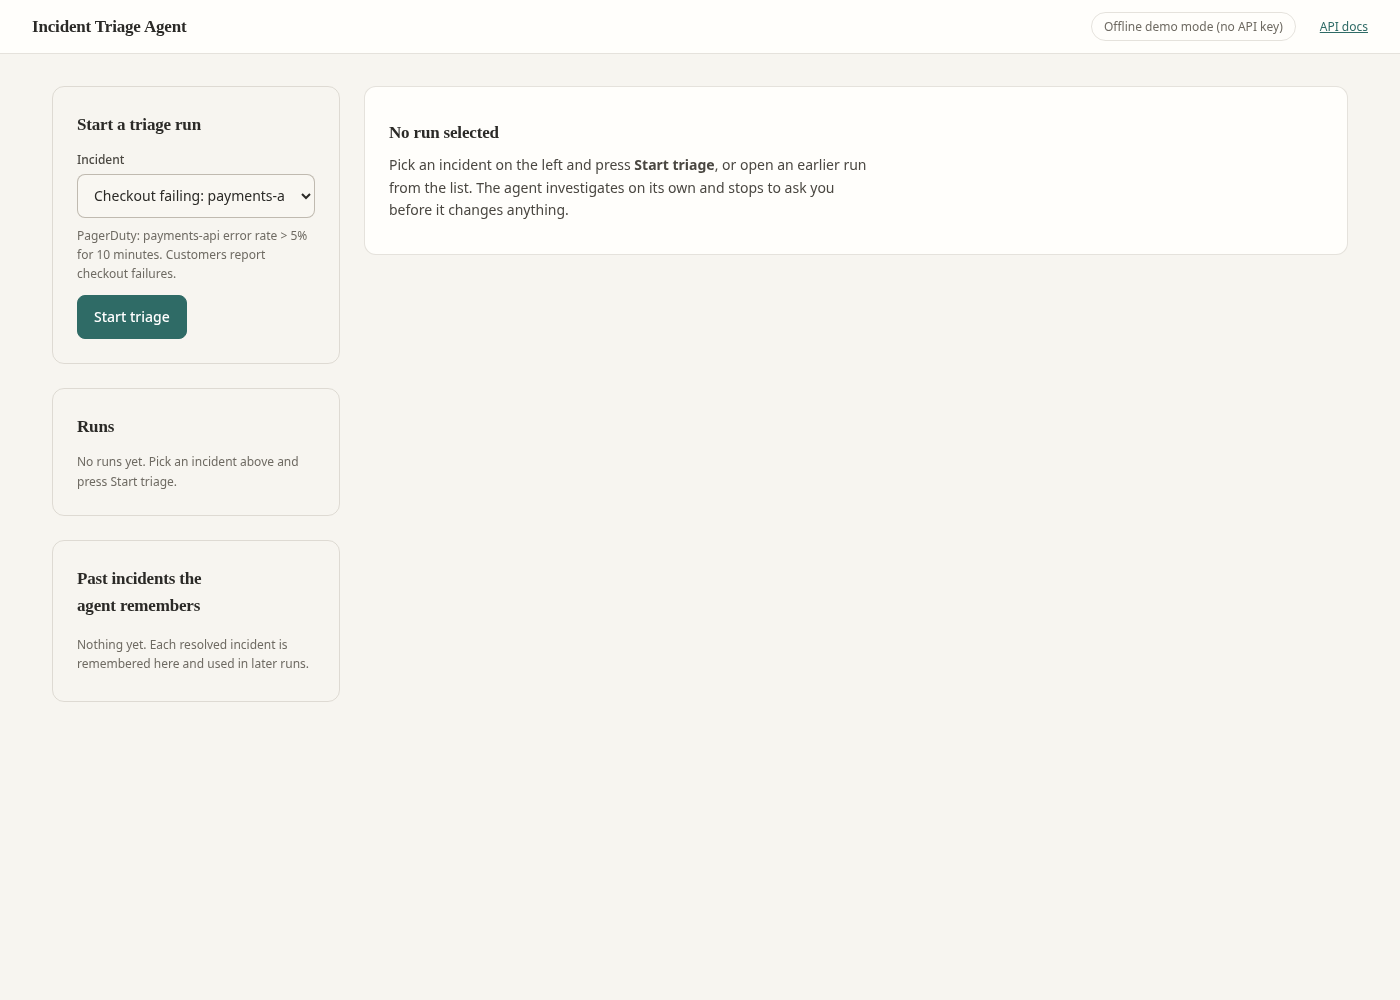 Incident Triage Agent
Offline demo mode (no API key)
API docs
Start a triage run
Incident
Checkout failing: payments-a
PagerDuty: payments-api error rate > 5%
for 10 minutes. Customers report
checkout failures.
Start triage
Runs
No runs yet. Pick an incident above and
press Start triage.
Past incidents the
agent remembers
Nothing yet. Each resolved incident is
remembered here and used in later runs.
No run selected
Pick an incident on the left and press Start triage, or open an earlier run
from the list. The agent investigates on its own and stops to ask you
before it changes anything.